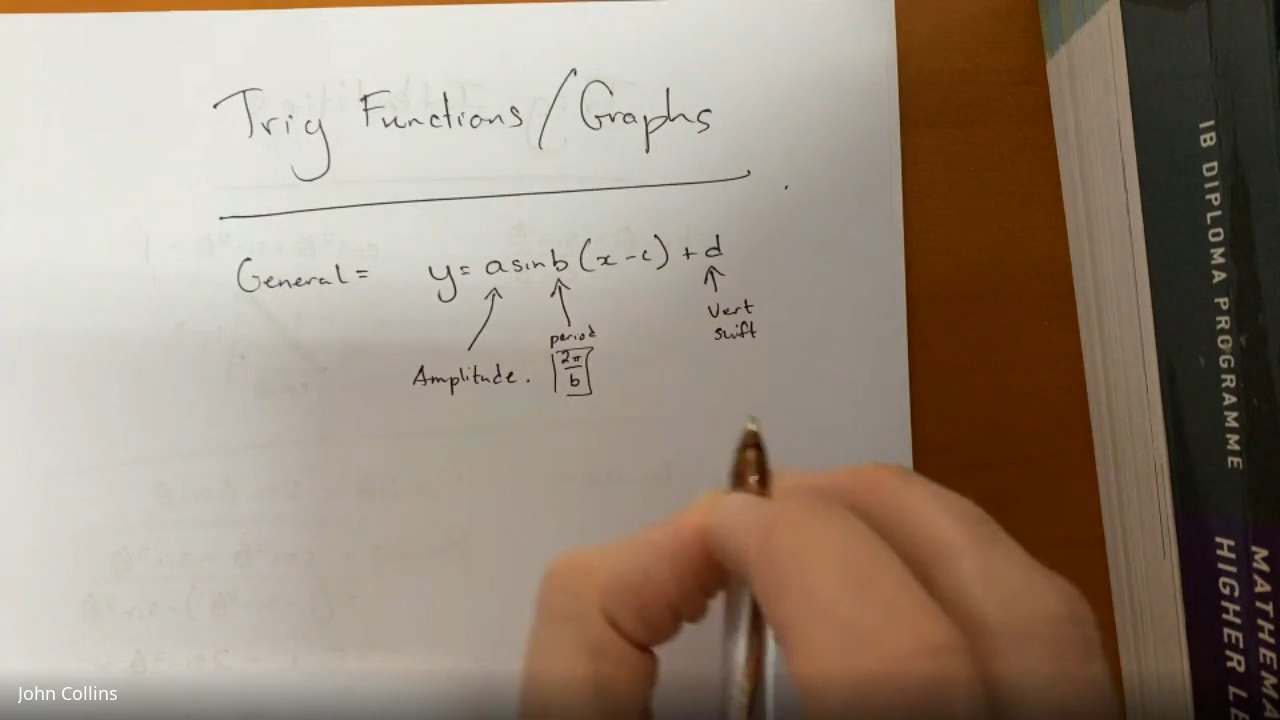 Trig Functions/Graphs
General = y = a sin b (x - c) + d
Amplitude.
period
2π
b
Vert
shift
IB DIPLOMA PROGRAMME
HIGHER LE
MATHEMA
John Collins